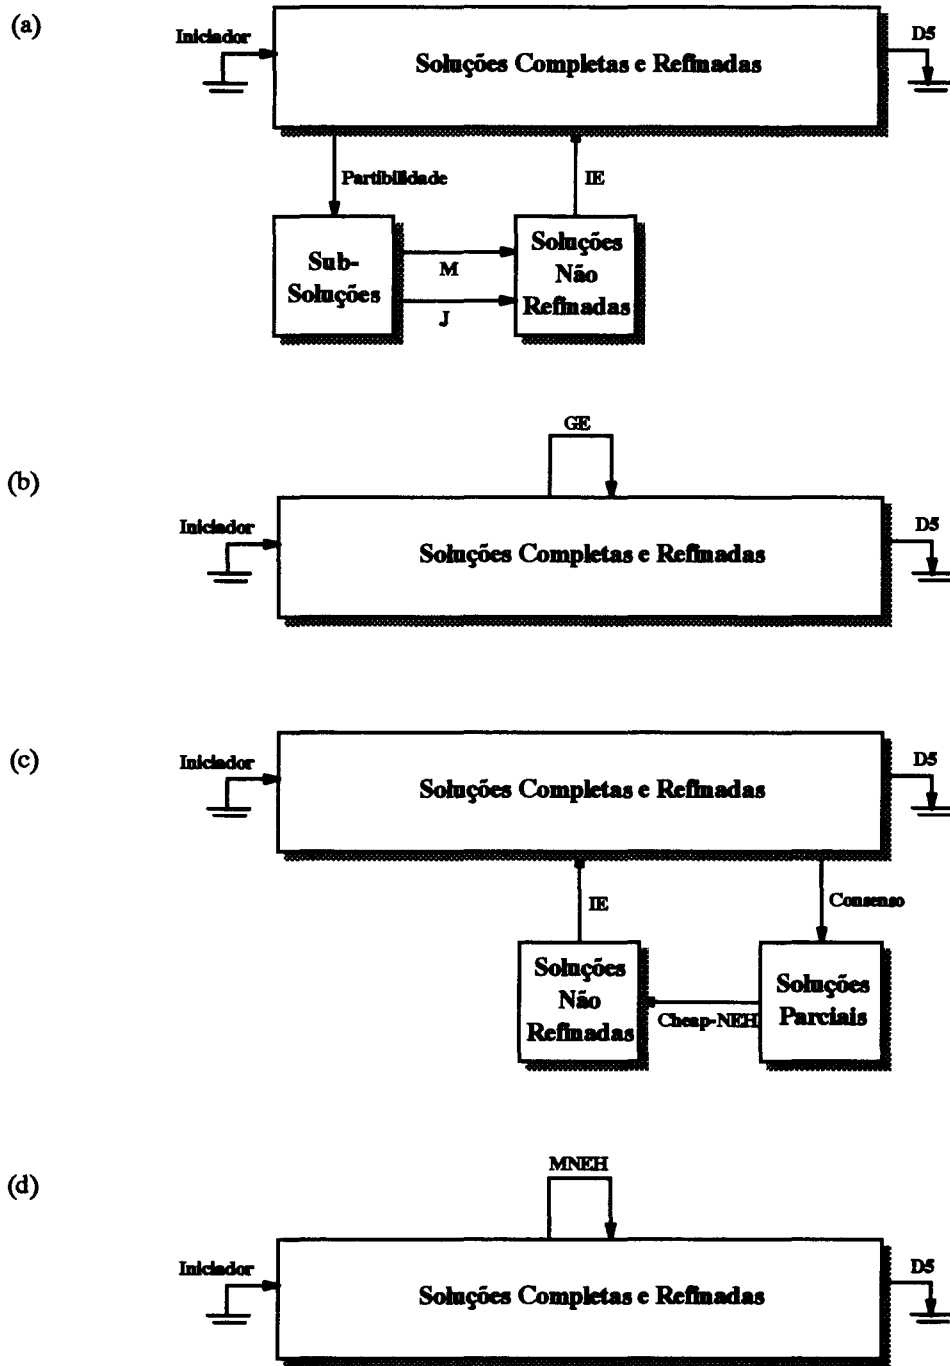 (a)
Iniciador
D5
Soluções Completas e Refinadas
Partibilidade
IE
Sub-
Soluções
M
J
Soluções
Não
Refinadas
(b)
GE
Iniciador
D5
Soluções Completas e Refinadas
(c)
Iniciador
D5
Soluções Completas e Refinadas
IE
Consenso
Soluções
Não
Refinadas
Cheap-NEH
Soluções
Parciais
(d)
MNEH
Iniciador
D5
Soluções Completas e Refinadas